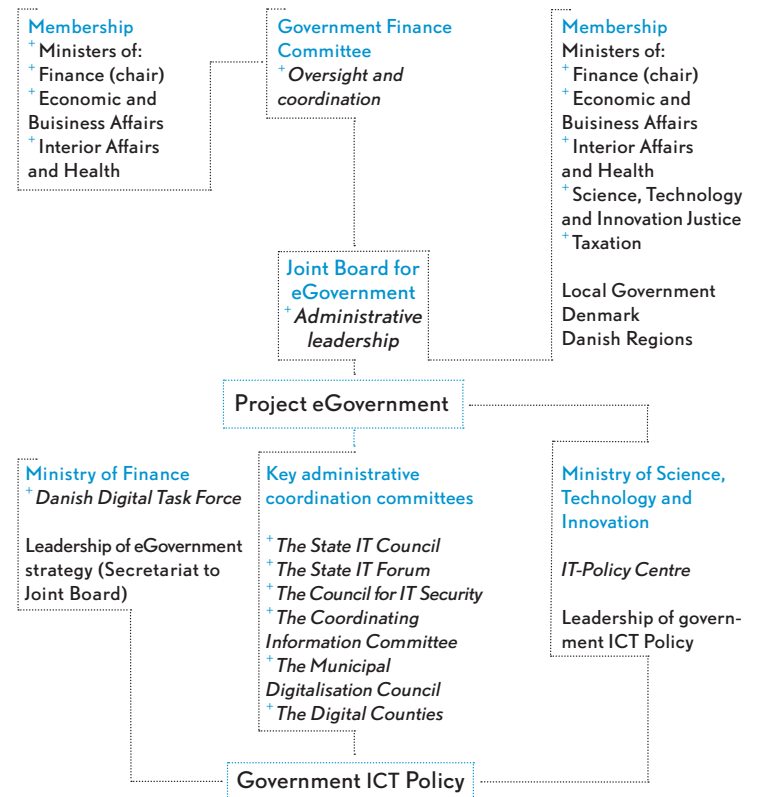 Membership
+ Ministers of:
+ Finance (chair)
+ Economic and
Buisiness Affairs
+ Interior Affairs
and Health
Government Finance
Committee
+ Oversight and
coordination
Membership
Ministers of:
+ Finance (chair)
+ Economic and
Buisiness Affairs
+ Interior Affairs
and Health
+ Science, Technology
and Innovation Justice
+ Taxation
Local Government
Denmark
Danish Regions
Joint Board for
eGovernment
+ Administrative
leadership
Project eGovernment
Ministry of Finance
+ Danish Digital Task Force
Leadership of eGovernment
strategy (Secretariat to
Joint Board)
Key administrative
coordination committees
+ The State IT Council
+ The State IT Forum
+ The Council for IT Security
+ The Coordinating
Information Committee
+ The Municipal
Digitalisation Council
+ The Digital Counties
Ministry of Science,
Technology and
Innovation
IT-Policy Centre
Leadership of govern-
ment ICT Policy
Government ICT Policy